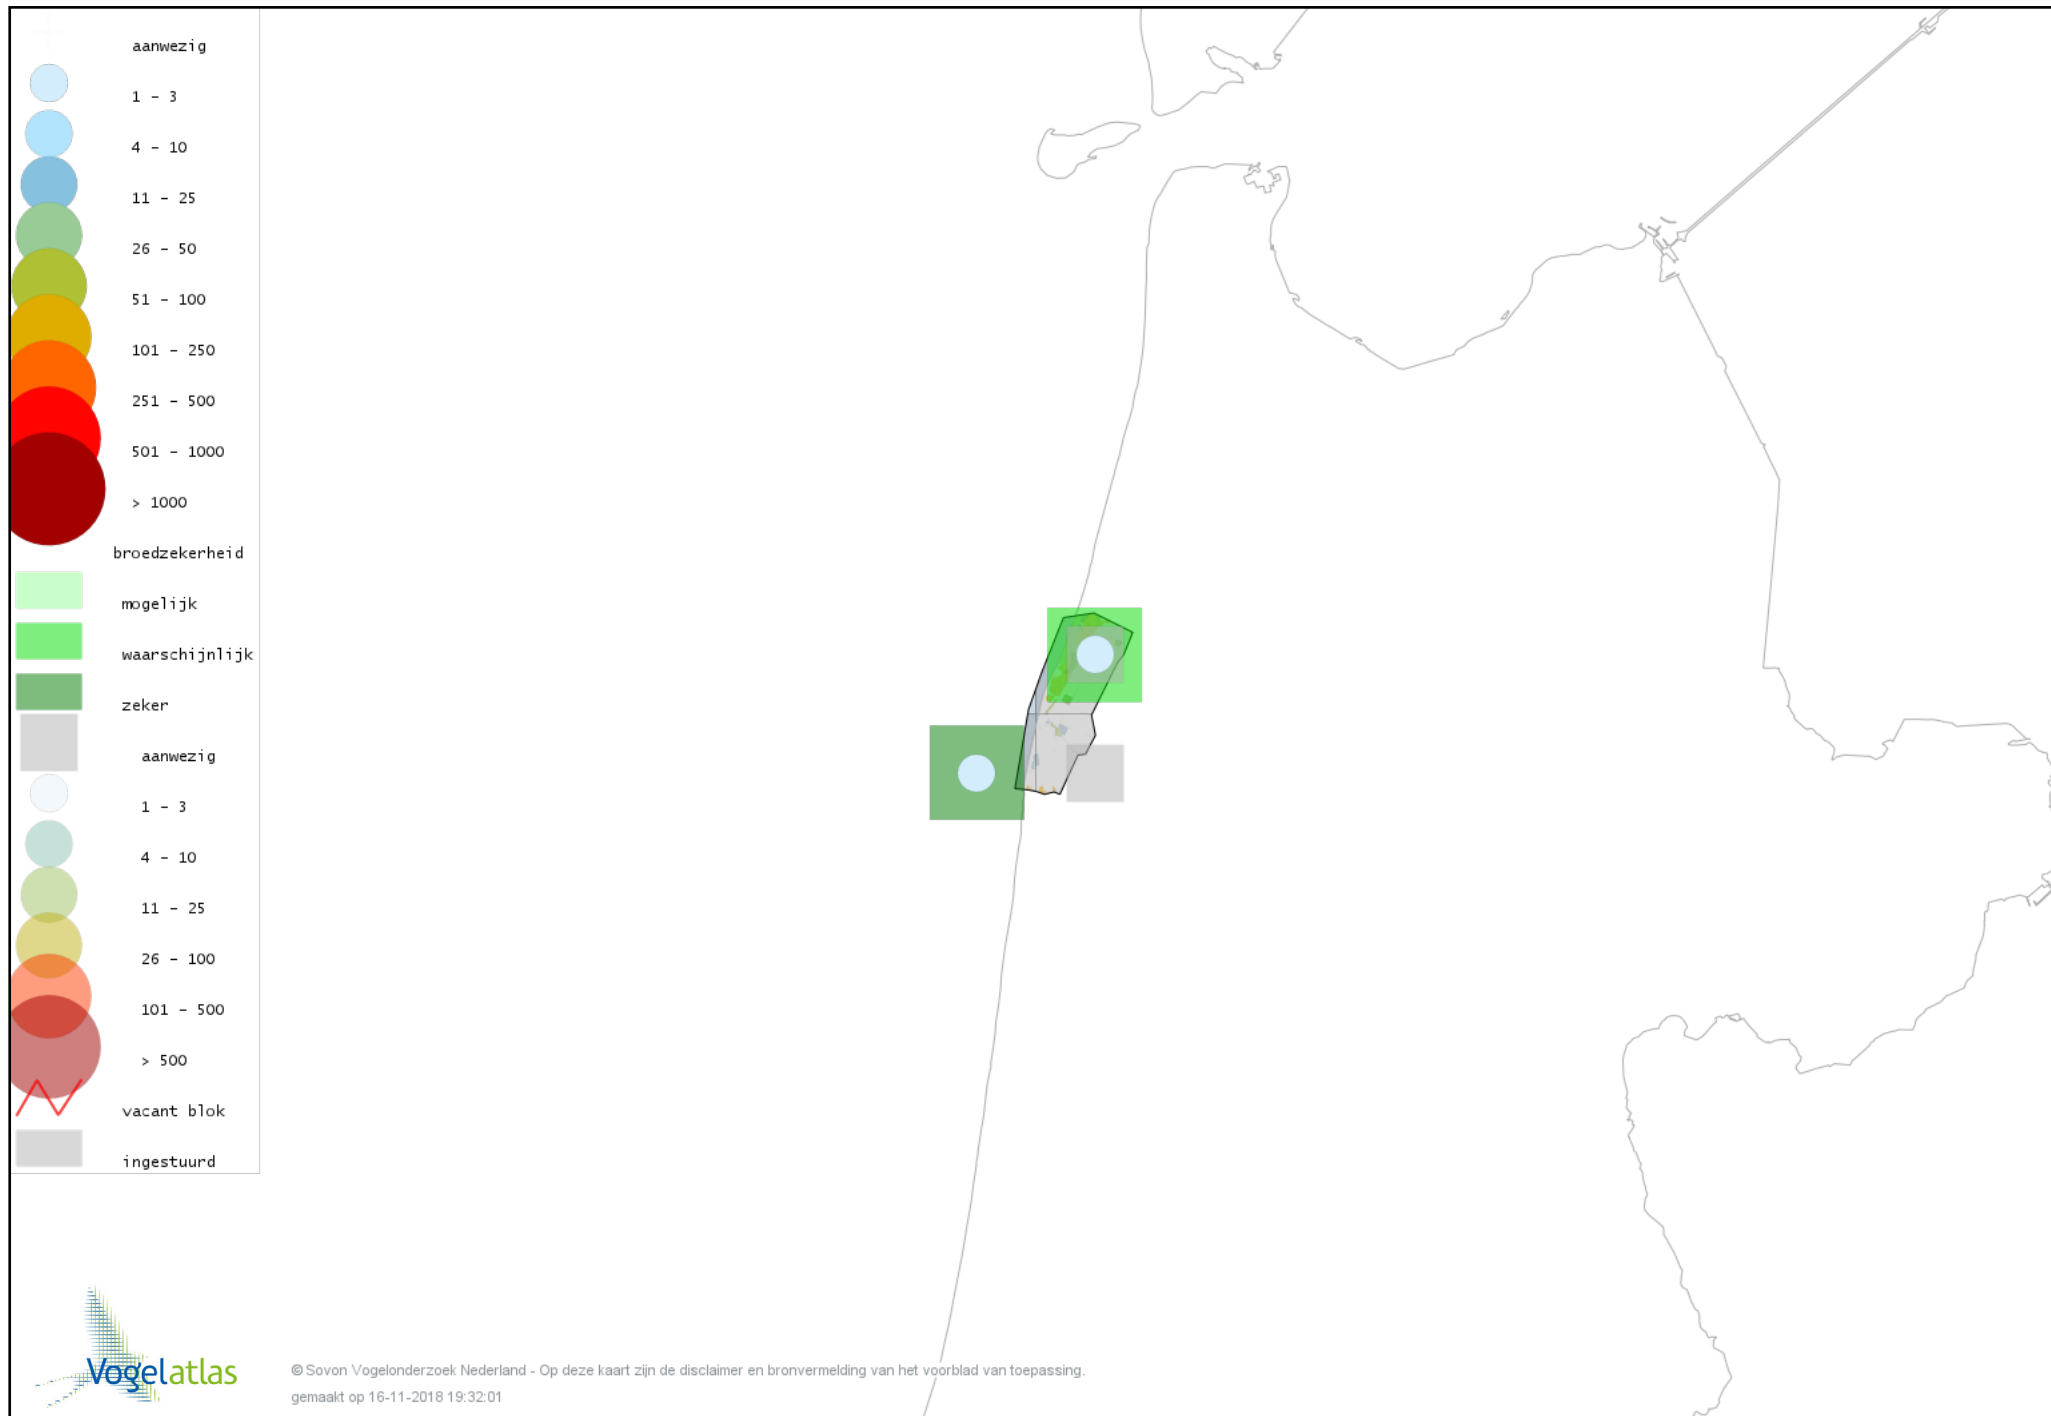 aanwezig
1 – 3
4 – 10
11 – 25
26 – 50
51 – 100
101 – 250
251 – 500
501 – 1000
> 1000
broedzekerheid
mogelijk
waarschijnlijk
zeker
aanwezig
1 – 3
4 – 10
11 – 25
26 – 100
101 – 500
> 500
vacant blok
ingestuurd
Vogelatlas
© Sovon Vogelonderzoek Nederland - Op deze kaart zijn de disclaimer en bronvermelding van het voorblad van toepassing.
gemaakt op 16-11-2018 19:32:01